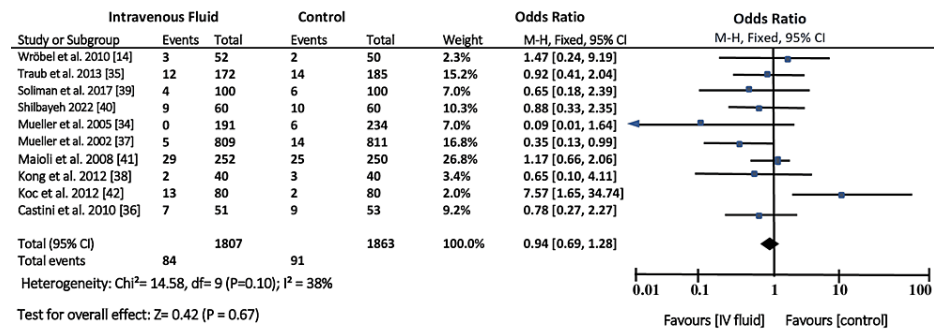 Intravenous Fluid Control Odds Ratio Odds Ratio
Study or Subgroup Events Total Events Total Weight M-H, Fixed, 95% CI M-H, Fixed, 95% CI
Wröbel et al. 2010 [14] 3 52 2 50 2.3% 1.47 [0.24, 9.19]
Traub et al. 2013 [35] 12 172 14 185 15.2% 0.92 [0.41, 2.04]
Soliman et al. 2017 [39] 4 100 6 100 7.0% 0.65 [0.18, 2.39]
Shilbayeh 2022 [40] 9 60 10 60 10.3% 0.88 [0.33, 2.35]
Mueller et al. 2005 [34] 0 191 6 234 7.0% 0.09 [0.01, 1.64]
Mueller et al. 2002 [37] 5 809 14 811 16.8% 0.35 [0.13, 0.99]
Maioli et al. 2008 [41] 29 252 25 250 26.8% 1.17 [0.66, 2.06]
Kong et al. 2012 [38] 2 40 3 40 3.4% 0.65 [0.10, 4.11]
Koc et al. 2012 [42] 13 80 2 80 2.0% 7.57 [1.65, 34.74]
Castini et al. 2010 [36] 7 51 9 53 9.2% 0.78 [0.27, 2.27]
Total (95% CI) 1807 1863 100.0% 0.94 [0.69, 1.28]
Total events 84 91
Heterogeneity: Chi²= 14.58, df= 9 (P=0.10); I² = 38%
0.01 0.10 1 10 100
Test for overall effect: Z= 0.42 (P = 0.67)
Favours [IV fluid] Favours [control]